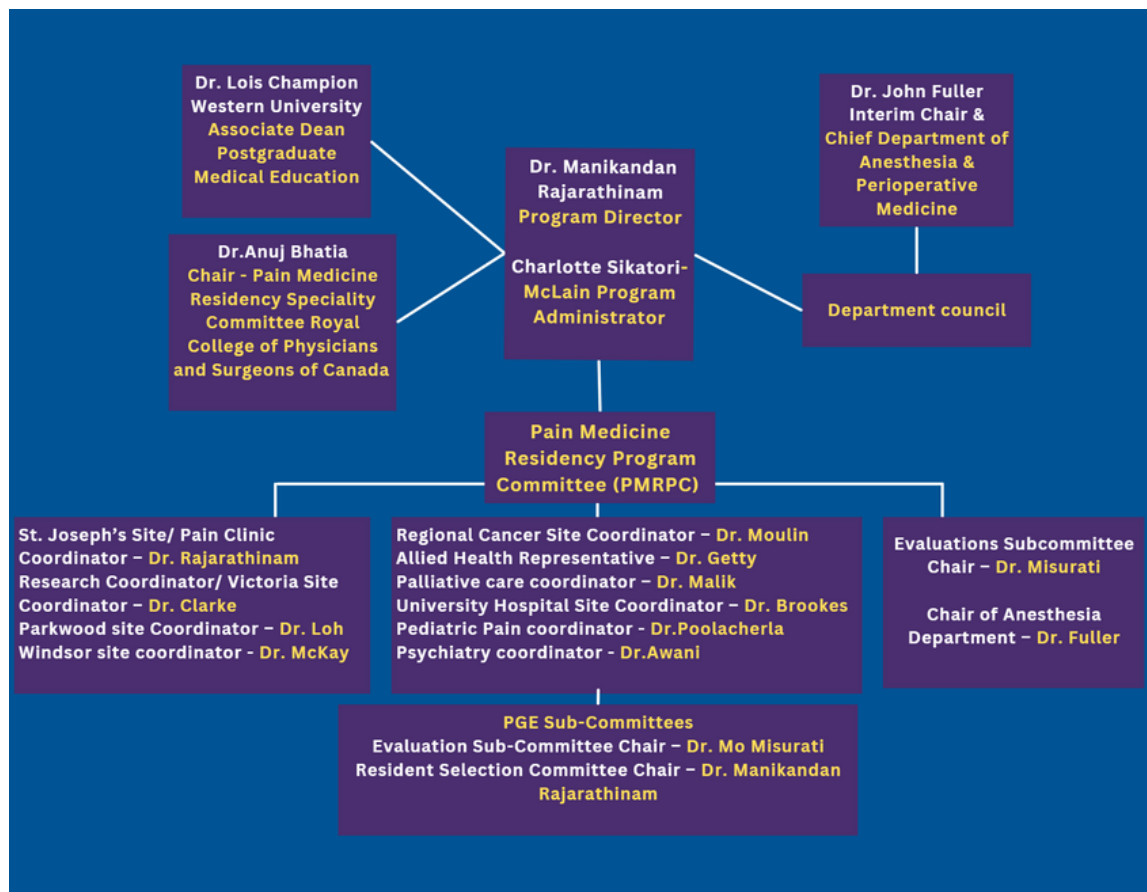 Dr. Lois Champion
Western University
Associate Dean
Postgraduate
Medical Education
Dr.Anuj Bhatia
Chair - Pain Medicine
Residency Speciality
Committee Royal
College of Physicians
and Surgeons of Canada
Dr. Manikandan
Rajarathinam
Program Director
Charlotte Sikatori-
McLain Program
Administrator
Dr. John Fuller
Interim Chair &
Chief Department of
Anesthesia &
Perioperative
Medicine
Department council
Pain Medicine
Residency Program
Committee (PMRPC)
St. Joseph’s Site/ Pain Clinic
Coordinator – Dr. Rajarathinam
Research Coordinator/ Victoria Site
Coordinator – Dr. Clarke
Parkwood site Coordinator – Dr. Loh
Windsor site coordinator - Dr. McKay
Regional Cancer Site Coordinator – Dr. Moulin
Allied Health Representative – Dr. Getty
Palliative care coordinator – Dr. Malik
University Hospital Site Coordinator – Dr. Brookes
Pediatric Pain coordinator - Dr.Poolacherla
Psychiatry coordinator - Dr.Awani
Evaluations Subcommittee
Chair – Dr. Misurati
Chair of Anesthesia
Department – Dr. Fuller
PGE Sub-Committees
Evaluation Sub-Committee Chair – Dr. Mo Misurati
Resident Selection Committee Chair – Dr. Manikandan
Rajarathinam